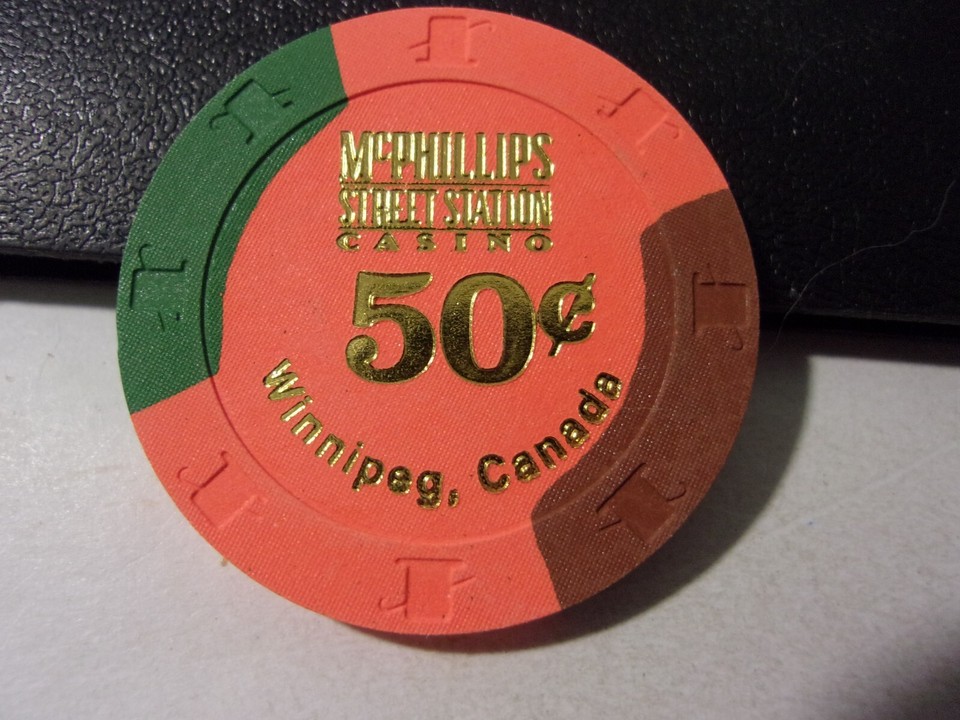 McPHILLIPS
STREET STATION
CASINO
50¢
Winnipeg, Canada